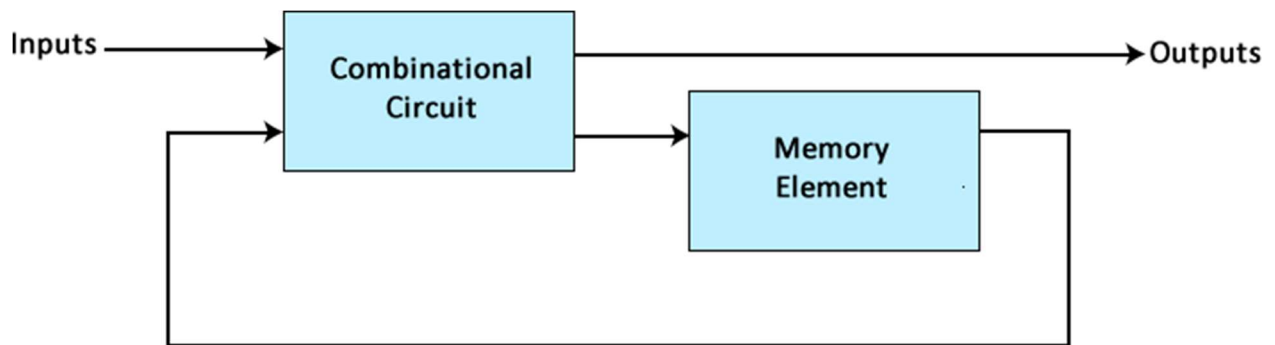 Inputs
Combinational
Circuit
Outputs
Memory
Element